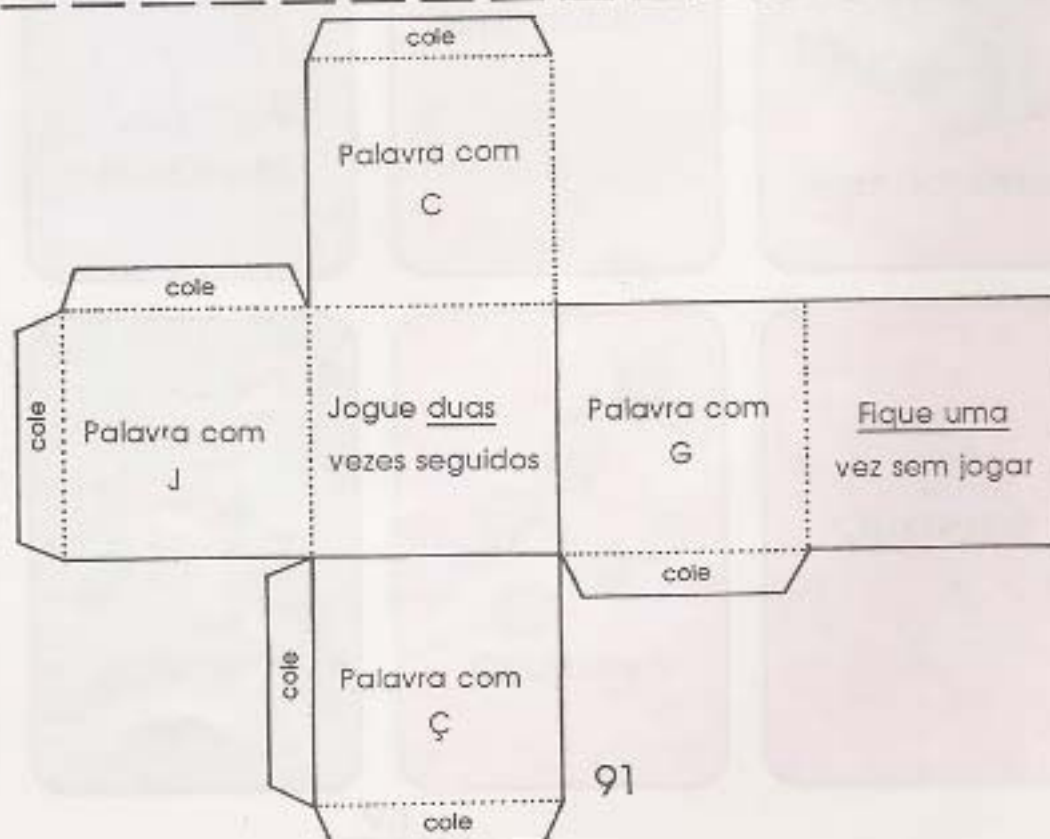 cole
Palavra com
C
cole
cole
Palavra com
J
Jogue duas
vezes seguidas
Palavra com
G
Fique uma
vez sem jogar
cole
cole
Palavra com
Ç
91
cole